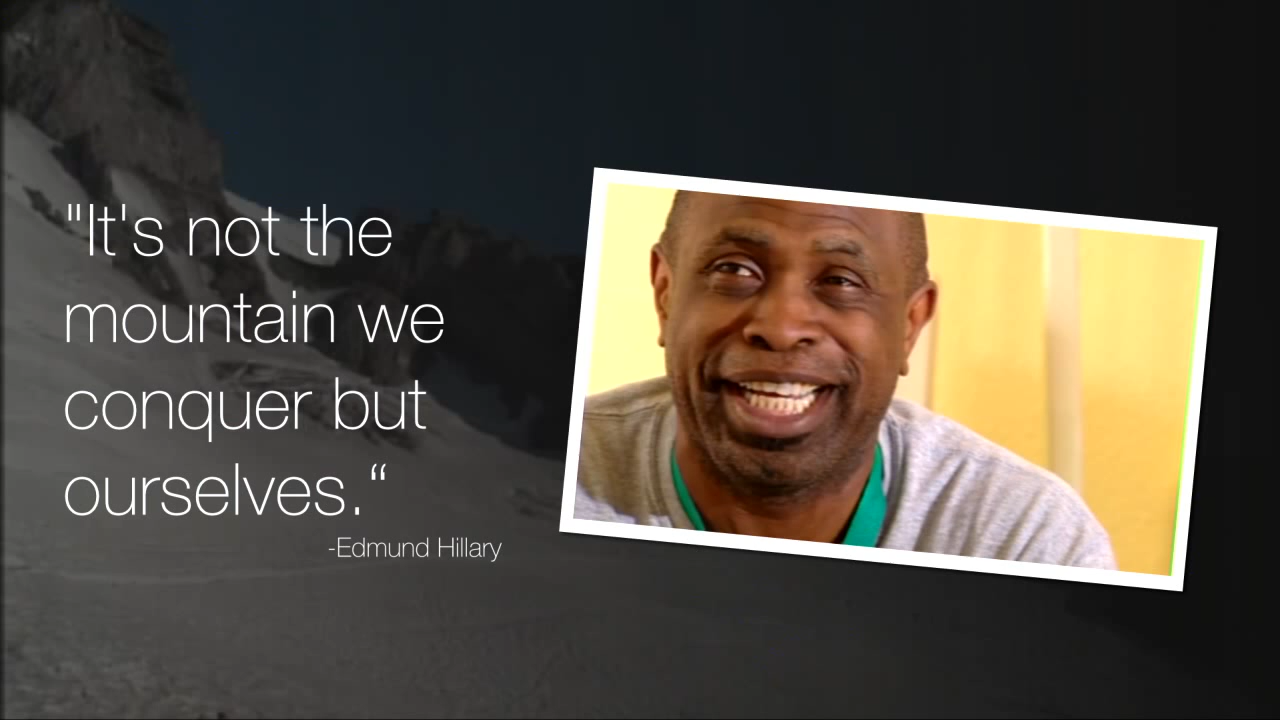 "It's not the
mountain we
conquer but
ourselves.“
-Edmund Hillary